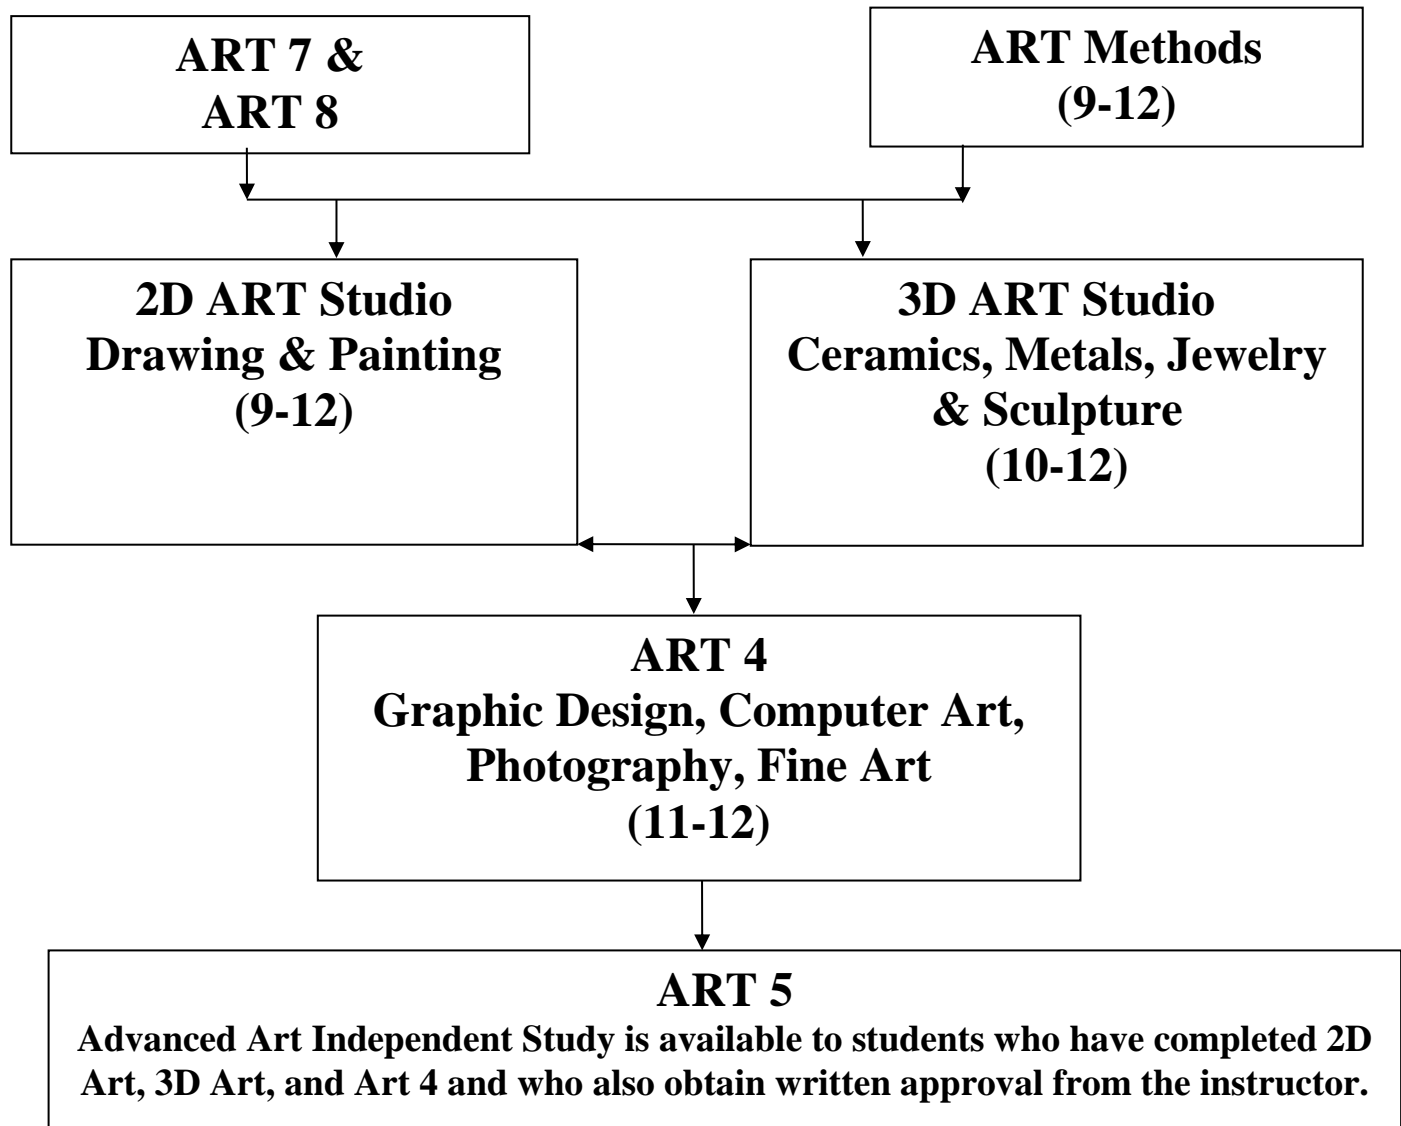 ART 7 &
ART 8
ART Methods
(9-12)
2D ART Studio
Drawing & Painting
(9-12)
3D ART Studio
Ceramics, Metals, Jewelry
& Sculpture
(10-12)
ART 4
Graphic Design, Computer Art,
Photography, Fine Art
(11-12)
ART 5
Advanced Art Independent Study is available to students who have completed 2D
Art, 3D Art, and Art 4 and who also obtain written approval from the instructor.